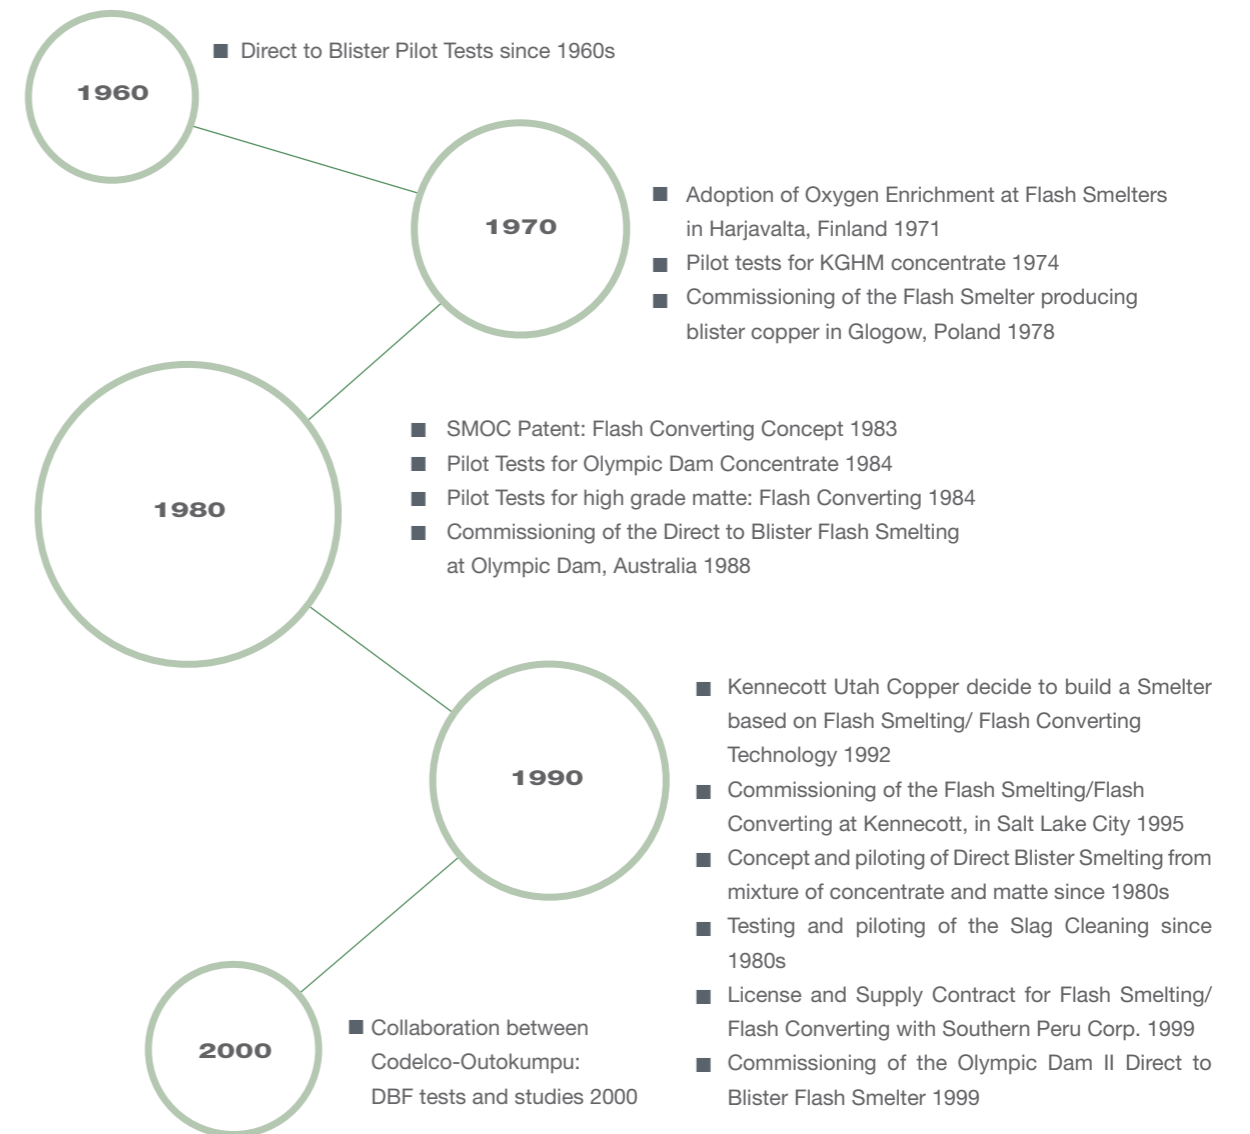 1960
Direct to Blister Pilot Tests since 1960s
1970
Adoption of Oxygen Enrichment at Flash Smelters
in Harjavalta, Finland 1971
Pilot tests for KGHM concentrate 1974
Commissioning of the Flash Smelter producing
blister copper in Glogow, Poland 1978
1980
SMOC Patent: Flash Converting Concept 1983
Pilot Tests for Olympic Dam Concentrate 1984
Pilot Tests for high grade matte: Flash Converting 1984
Commissioning of the Direct to Blister Flash Smelting
at Olympic Dam, Australia 1988
1990
Kennecott Utah Copper decide to build a Smelter
based on Flash Smelting/ Flash Converting
Technology 1992
Commissioning of the Flash Smelting/Flash
Converting at Kennecott, in Salt Lake City 1995
Concept and piloting of Direct Blister Smelting from
mixture of concentrate and matte since 1980s
Testing and piloting of the Slag Cleaning since
1980s
License and Supply Contract for Flash Smelting/
Flash Converting with Southern Peru Corp. 1999
Commissioning of the Olympic Dam II Direct to
Blister Flash Smelter 1999
2000
Collaboration between
Codelco-Outokumpu:
DBF tests and studies 2000